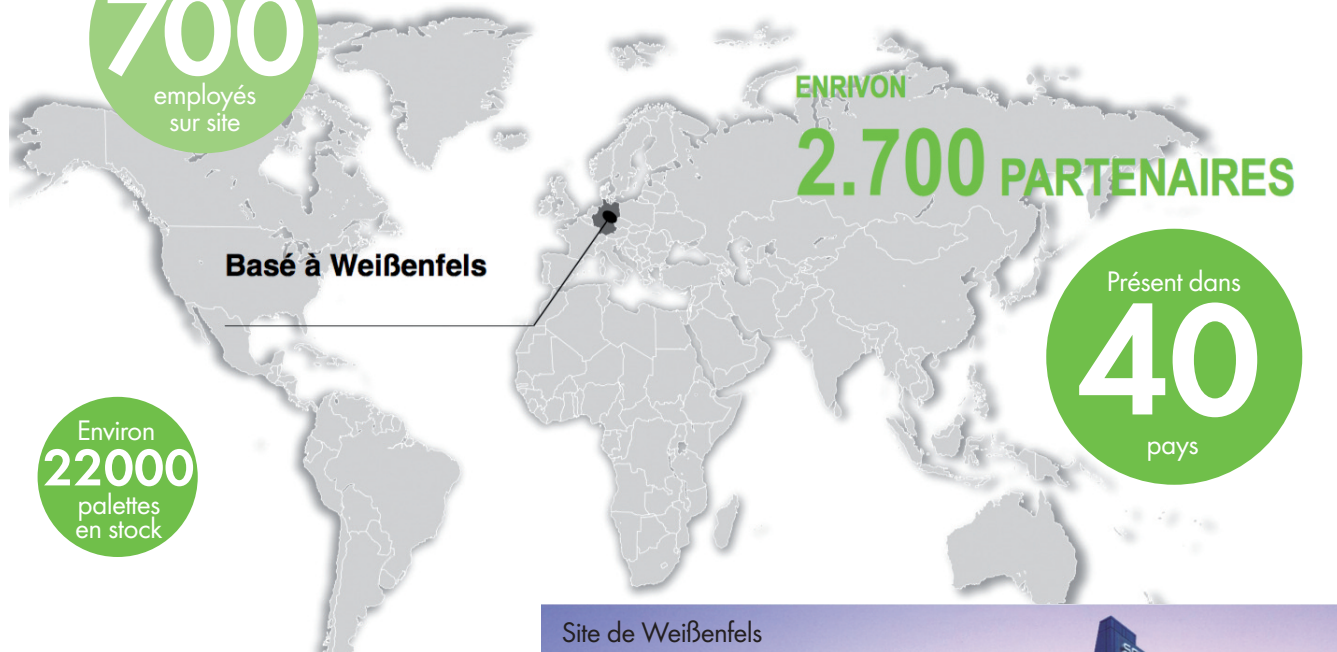 700
employés
sur site
ENRIVON
2.700 PARTENAIRES
Basé à Weißenfels
Présent dans
40
pays
Environ
22000
palettes
en stock
Site de Weißenfels